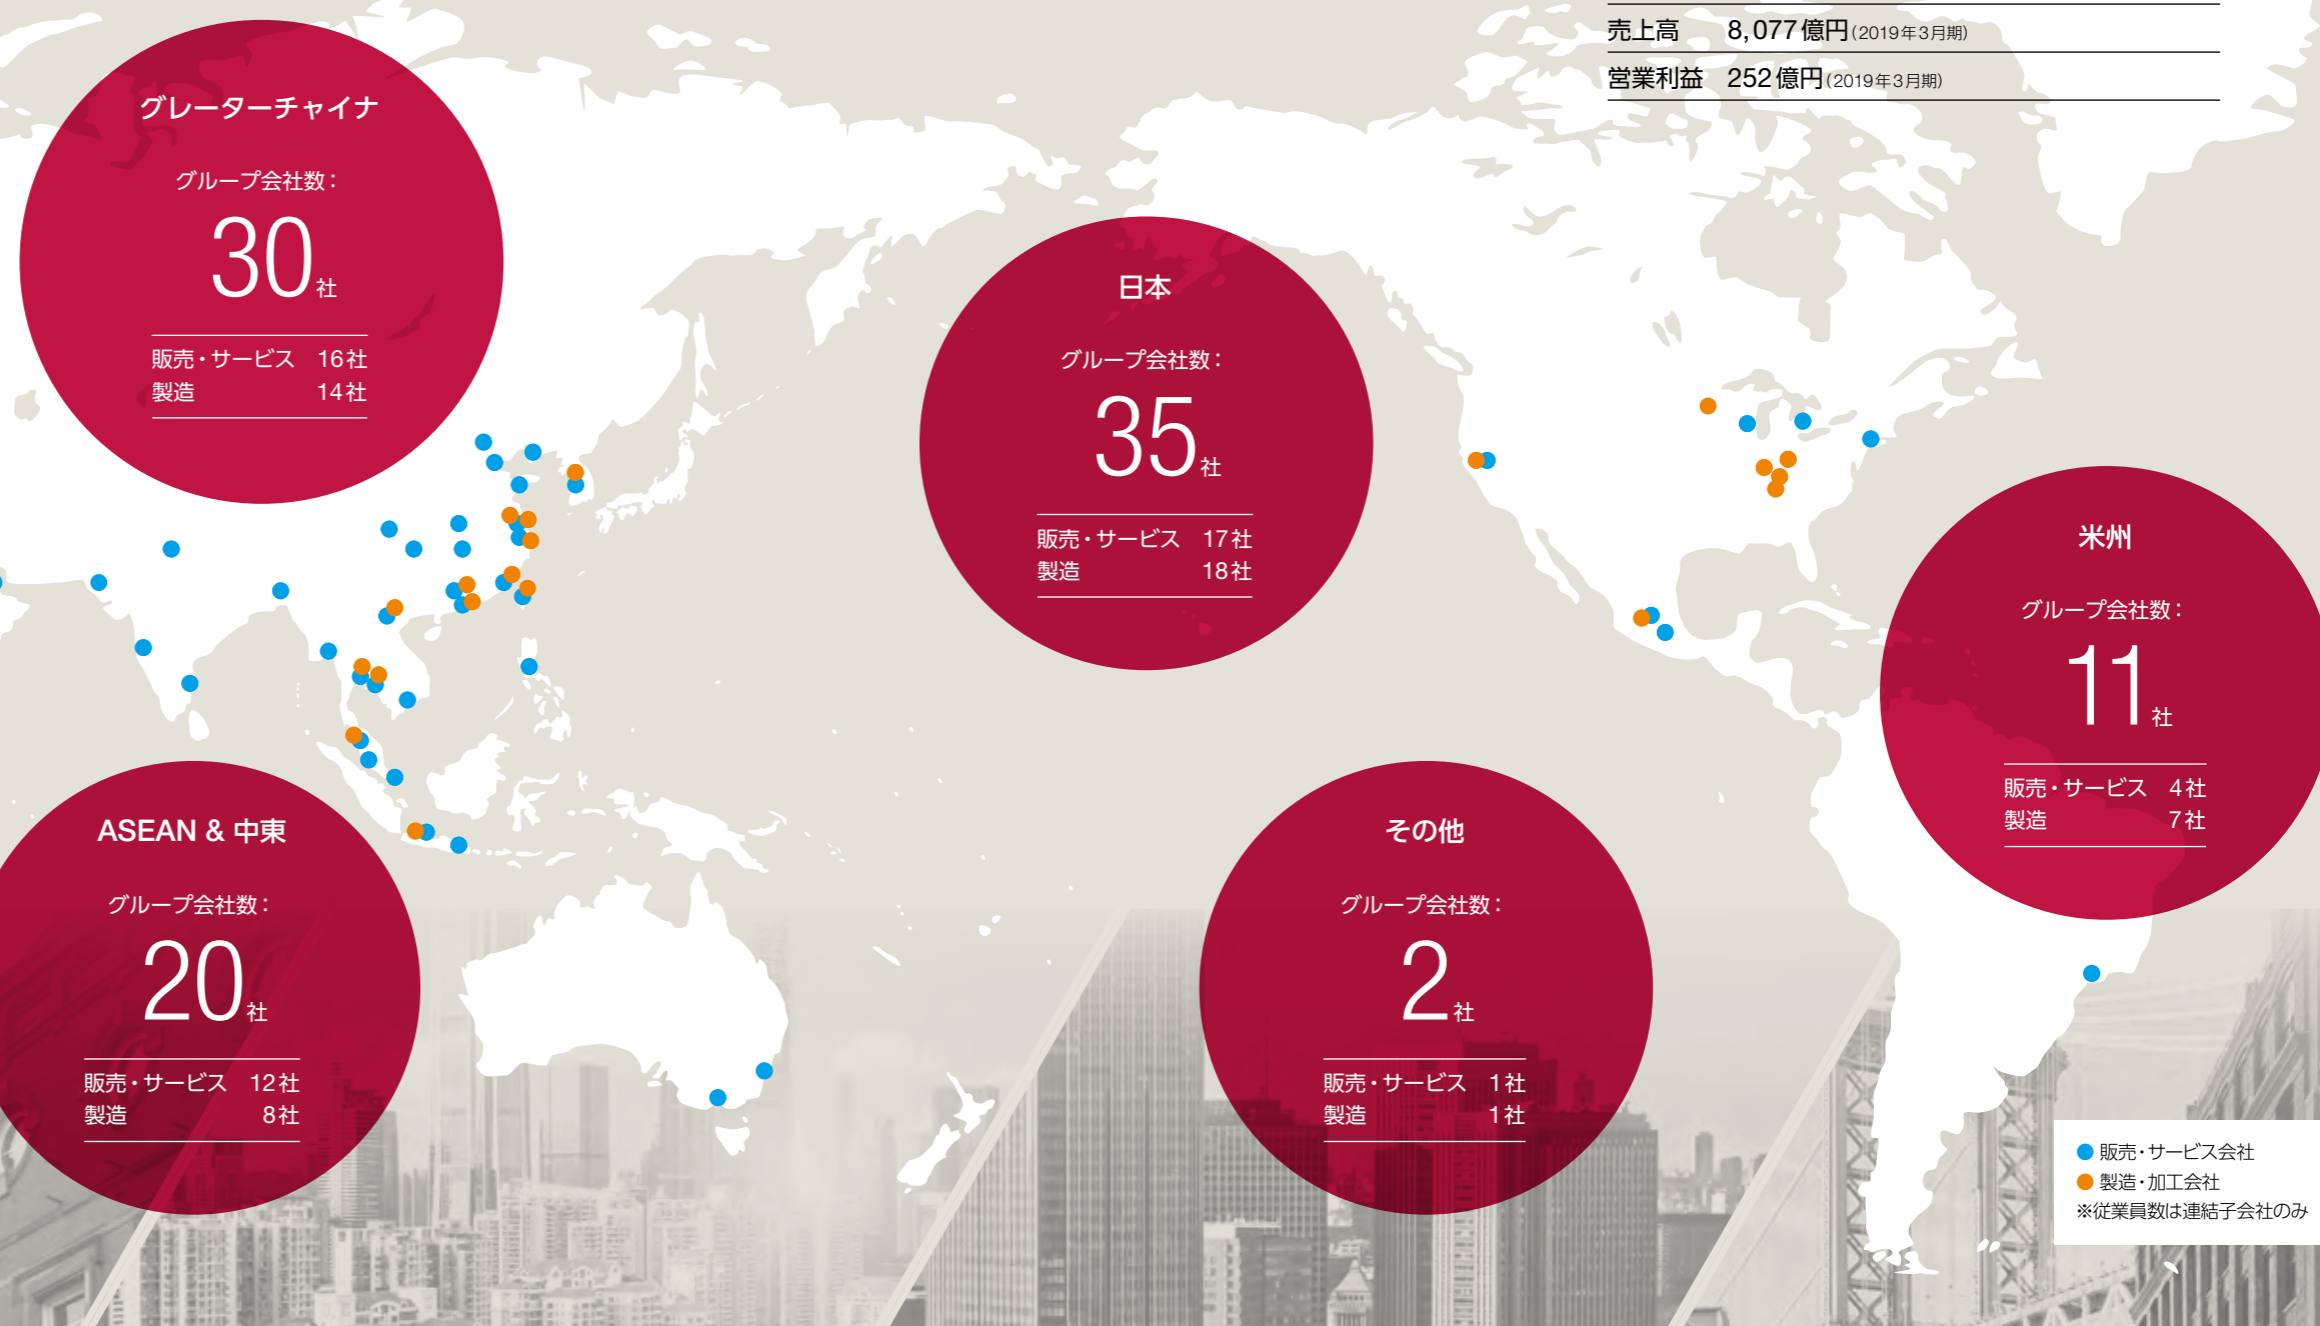 売上高 8,077億円(2019年3月期)
営業利益 252億円(2019年3月期)
グレーターチャイナ
グループ会社数：
30社
販売・サービス 16社
製造 14社
日本
グループ会社数：
35社
販売・サービス 17社
製造 18社
米州
グループ会社数：
11社
販売・サービス 4社
製造 7社
ASEAN & 中東
グループ会社数：
20社
販売・サービス 12社
製造 8社
その他
グループ会社数：
2社
販売・サービス 1社
製造 1社
販売・サービス会社
製造・加工会社
※従業員数は連結子会社のみ